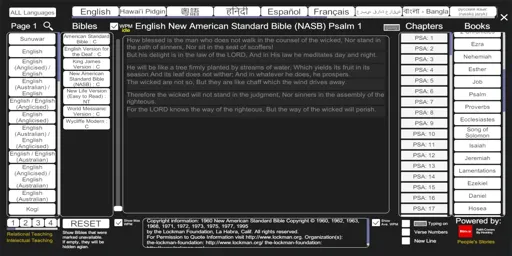 ALL Languages
English
Hawai'i Pidgin
粵語
होनेदी
Español
Français
বাংলা - Bangla
X
Page 1
Bibles
WPM
idle
English New American Standard Bible (NASB) Psalm 1
Chapters
Books
Sunuwar
English
English
(Anglicised) /
English
English
(Australian) /
English
English / English
(Anglicised)
English
(Anglicised)
English
(Australian) /
English
(Anglicised)
English / English
(Australian)
English
(Australian)
Kogi
American Standard
Bible : C
English Version for
the Deaf : C
King James
Version : C
New American
Standard Bible
(NASB) : C
New Life Version
(Easy to Read) :
NT
World Messianic
Version : C
Wycliffe Modern :
C
How blessed is the man who does not walk in the counsel of the wicked, Nor stand in
the path of sinners, Nor sit in the seat of scoffers!
But his delight is in the law of the LORD, And in His law he meditates day and night.
He will be like a tree firmly planted by streams of water, Which yields its fruit in its
season And its leaf does not wither; And in whatever he does, he prospers.
The wicked are not so, But they are like chaff which the wind drives away.
Therefore the wicked will not stand in the judgment, Nor sinners in the assembly of the
righteous.
For the LORD knows the way of the righteous, But the way of the wicked will perish.
PSA: 1
PSA: 2
PSA: 3
PSA: 4
PSA: 5
PSA: 6
PSA: 7
PSA: 8
PSA: 9
PSA: 10
PSA: 11
PSA: 12
PSA: 13
PSA: 14
PSA: 15
PSA: 16
PSA: 17
Ezra
Nehemiah
Esther
Job
Psalm
Proverbs
Ecclesiastes
Song of
Solomon
Isaiah
Jeremiah
Lamentations
Ezekiel
Daniel
Hosea
1 2 3 4
Relational Teaching
Intellectual Teaching
RESET
Show Bibles that were
marked unavailable.
If empty, they will be
hidden again.
Show Max
WPM
Copyright information: 1960 New American Standard Bible Copyright © 1960, 1962, 1963,
1968, 1971, 1972, 1973, 1975, 1977, 1995
by the Lockman Foundation, La Habra, Calif. All rights reserved.
For Permission to Quote Information visit http://www.lockman.org. Organization(s):
the-lockman-foundation: http://www.lockman.org/ the-lockman-foundation:
Show
Ave. WPM
Typing on
Verse Numbers
New Line
Powered by:
Faith Comes
By Hearing
People's Stories